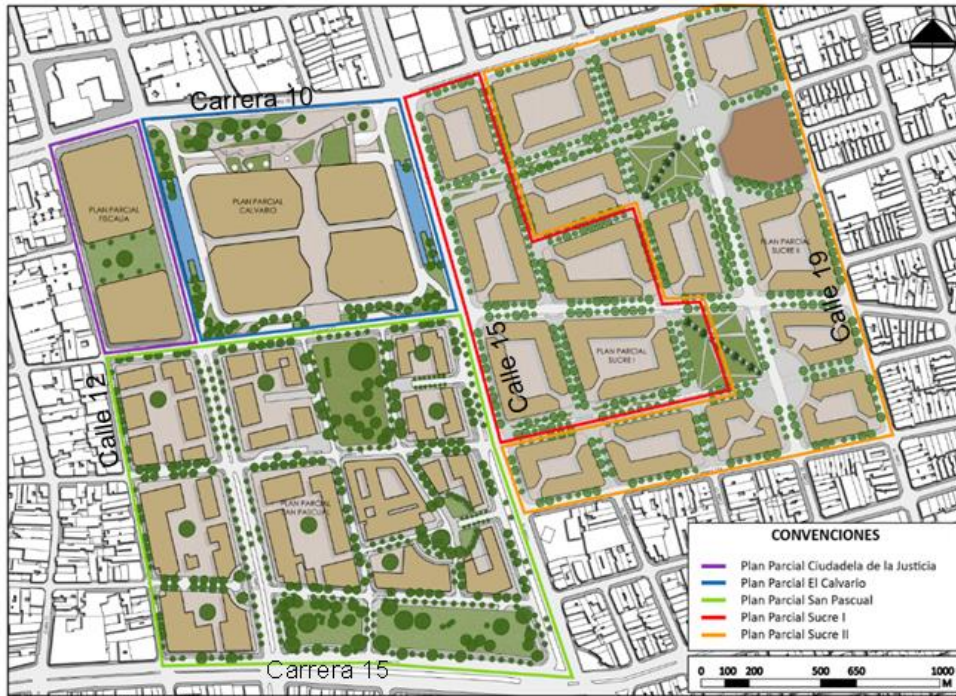 Carrera 10
PLAN PARCIAL
FISCALIA
PLAN PARCIAL
CALVARIO
PLAN PARCIAL
SUCRE II
Calle 19
Calle 15
PLAN PARCIAL
SUCRE I
Calle 12
PLAN PARCIAL
SAN PASCUAL
Carrera 15
CONVENCIONES
Plan Parcial Ciudadela de la Justicia
Plan Parcial El Calvario
Plan Parcial San Pascual
Plan Parcial Sucre I
Plan Parcial Sucre II
0 100 200 500 650 1000
M